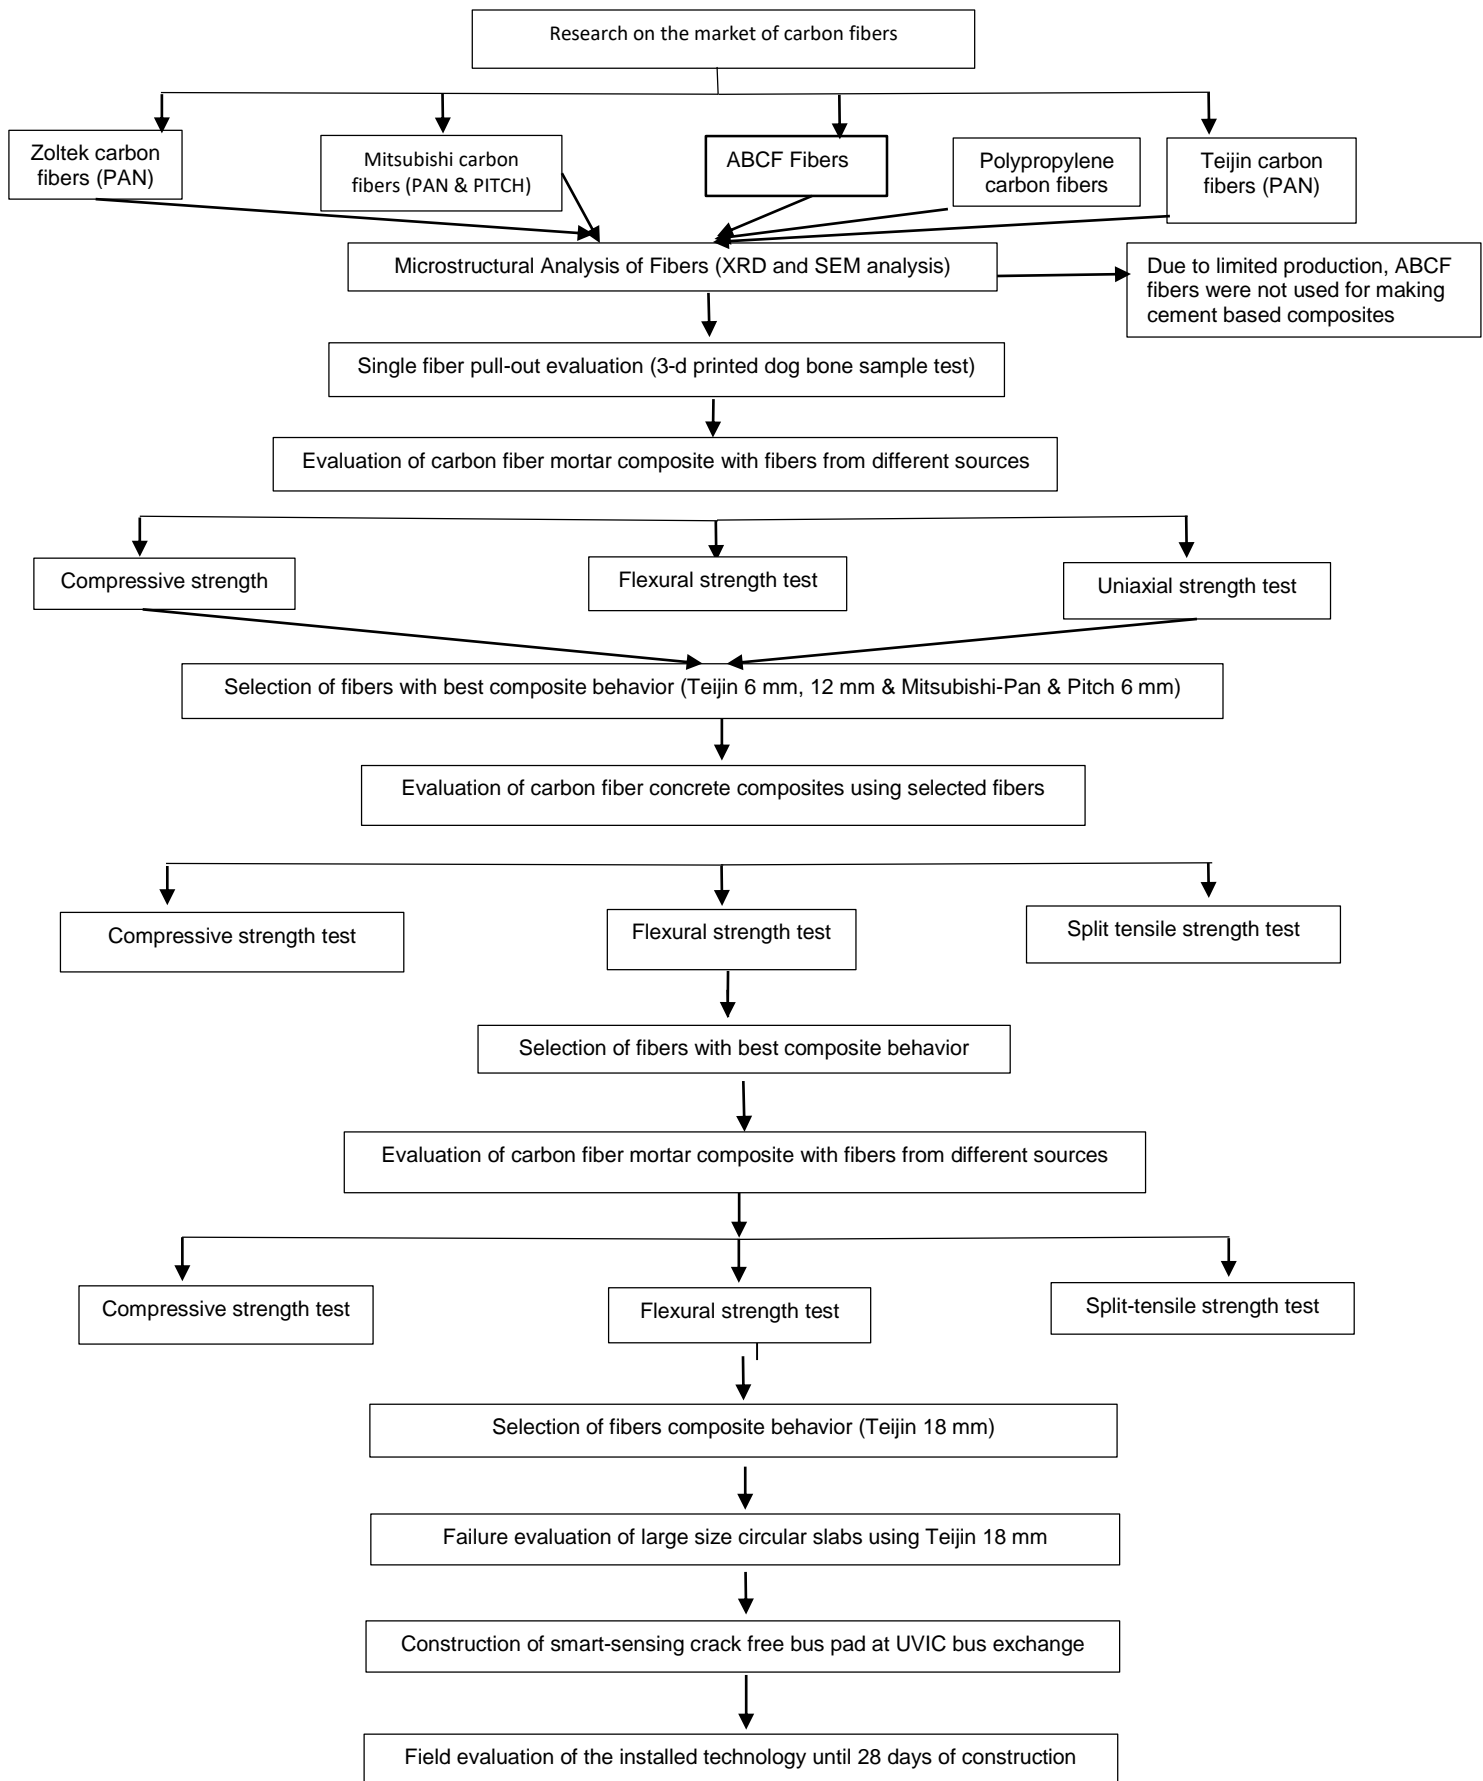 Research on the market of carbon fibers
Zoltek carbon
fibers (PAN)
Mitsubishi carbon
fibers (PAN & PITCH)
ABCF Fibers
Polypropylene
carbon fibers
Teijin carbon
fibers (PAN)
Microstructural Analysis of Fibers (XRD and SEM analysis)
Due to limited production, ABCF
fibers were not used for making
cement based composites
Single fiber pull-out evaluation (3-d printed dog bone sample test)
Evaluation of carbon fiber mortar composite with fibers from different sources
Compressive strength
Flexural strength test
Uniaxial strength test
Selection of fibers with best composite behavior (Teijin 6 mm, 12 mm & Mitsubishi-Pan & Pitch 6 mm)
Evaluation of carbon fiber concrete composites using selected fibers
Compressive strength test
Flexural strength test
Split tensile strength test
Selection of fibers with best composite behavior
Evaluation of carbon fiber mortar composite with fibers from different sources
Compressive strength test
Flexural strength test
Split-tensile strength test
Selection of fibers composite behavior (Teijin 18 mm)
Failure evaluation of large size circular slabs using Teijin 18 mm
Construction of smart-sensing crack free bus pad at UVIC bus exchange
Field evaluation of the installed technology until 28 days of construction